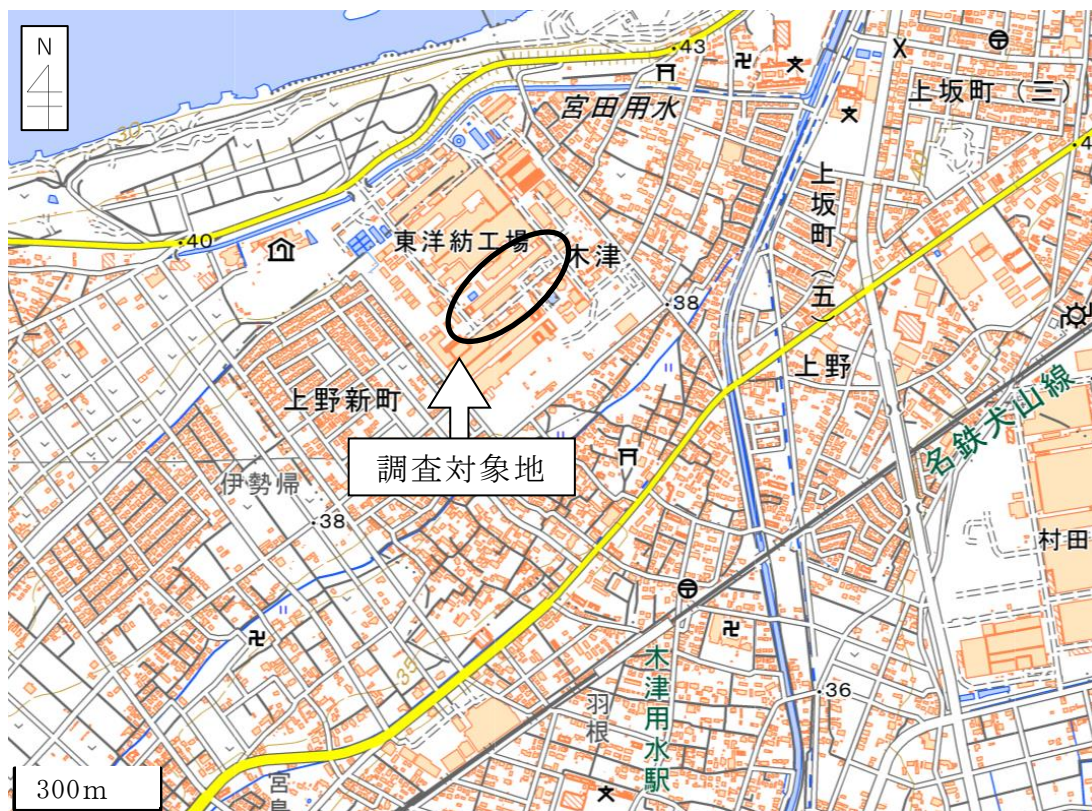 N
43
宮田用水
上坂町（三）
30
40
東洋紡工場
木津
38
上坂町（五）
上野
上野新町
調査対象地
名鉄犬山線
伊勢帰
38
村田
35
木津用水駅
羽根
36
300m
宮島